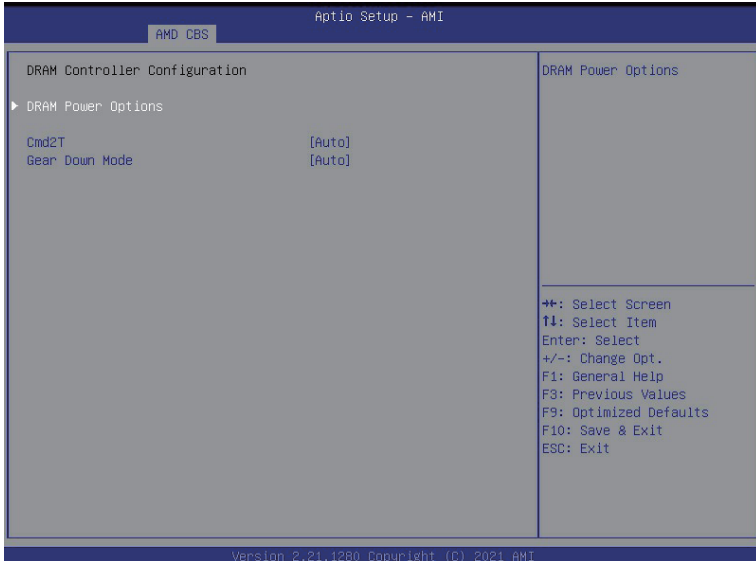 Aptio Setup – AMI
AMD CBS
DRAM Controller Configuration
DRAM Power Options
Cmd2T [Auto]
Gear Down Mode [Auto]
DRAM Power Options
→←: Select Screen
↑↓: Select Item
Enter: Select
+/-: Change Opt.
F1: General Help
F3: Previous Values
F9: Optimized Defaults
F10: Save & Exit
ESC: Exit
Version 2.21.1280 Copyright (C) 2021 AMI